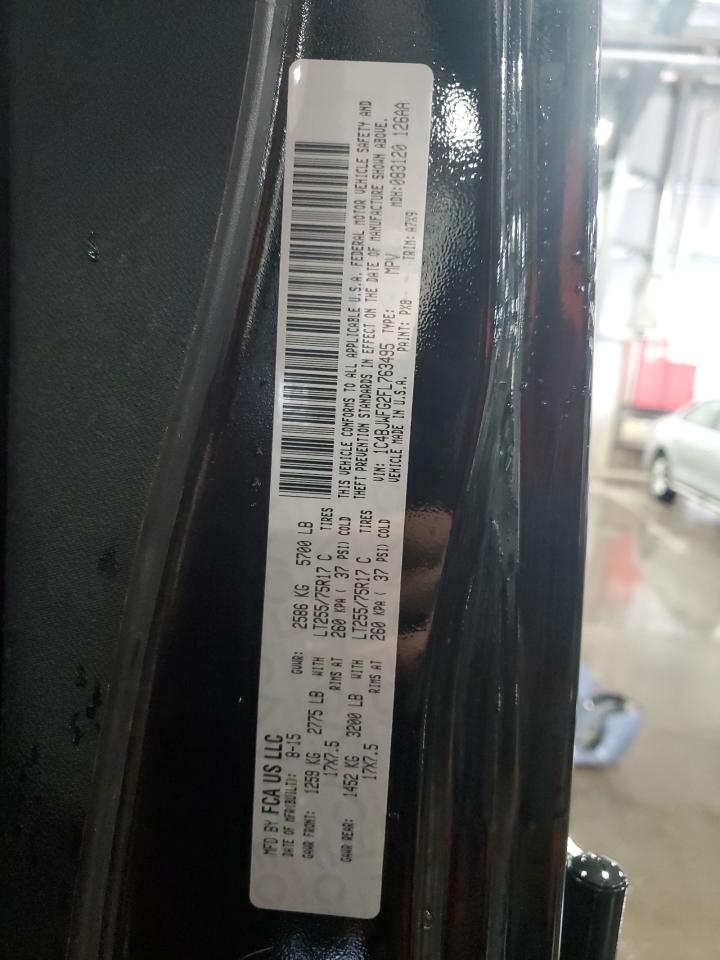 MFD BY FCA US LLC
DATE OF MFR(BUILT): 8-15 GVWR: 2586 KG 5700 LB
GAWR FRONT: 1259 KG 2775 LB WITH LT255/75R17 C TIRES
17X7.5 RIMS AT 260 KPA ( 37 PSI) COLD
GAWR REAR: 1452 KG 3200 LB WITH LT255/75R17 C TIRES
17X7.5 RIMS AT 260 KPA ( 37 PSI) COLD
THIS VEHICLE CONFORMS TO ALL APPLICABLE U.S.A. FEDERAL MOTOR VEHICLE SAFETY AND
THEFT PREVENTION STANDARDS IN EFFECT ON THE DATE OF MANUFACTURE SHOWN ABOVE.
VIN: 1C4BJWFG2FL763495 TYPE: MPV MDH:083120 126AA
VEHICLE MADE IN U.S.A. PAINT: PX8 TRIM: A7X9